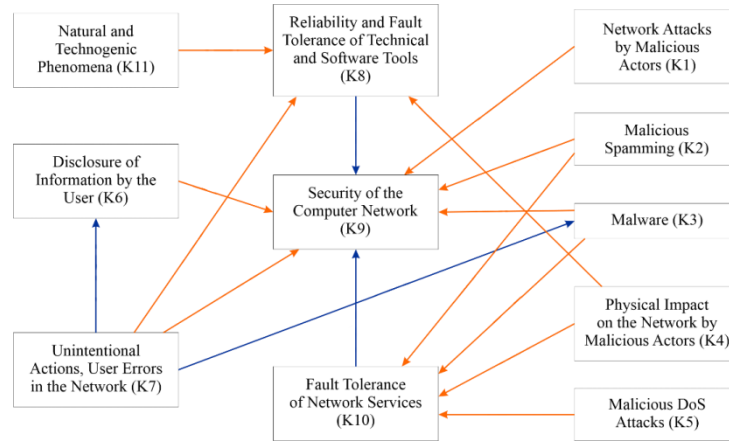 Natural and
Technogenic
Phenomena (K11)
Reliability and Fault
Tolerance of Technical
and Software Tools
(K8)
Network Attacks
by Malicious
Actors (K1)
Disclosure of
Information by the
User (K6)
Security of the
Computer Network
(K9)
Malicious
Spamming (K2)
Malware (K3)
Unintentional
Actions, User Errors
in the Network (K7)
Fault Tolerance
of Network Services
(K10)
Physical Impact
on the Network by
Malicious Actors (K4)
Malicious DoS
Attacks (K5)